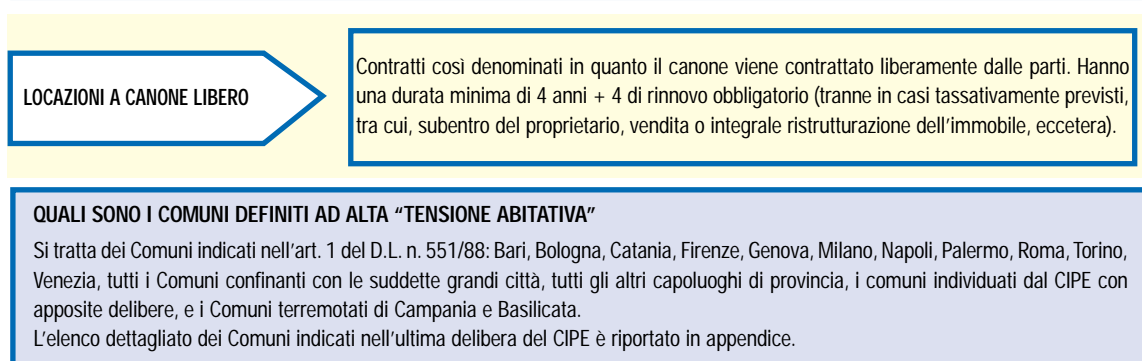 LOCAZIONI A CANONE LIBERO
Contratti così denominati in quanto il canone viene contrattato liberamente dalle parti. Hanno
una durata minima di 4 anni + 4 di rinnovo obbligatorio (tranne in casi tassativamente previsti,
tra cui, subentro del proprietario, vendita o integrale ristrutturazione dell'immobile, eccetera).
QUALI SONO I COMUNI DEFINITI AD ALTA “TENSIONE ABITATIVA”
Si tratta dei Comuni indicati nell'art. 1 del D.L. n. 551/88: Bari, Bologna, Catania, Firenze, Genova, Milano, Napoli, Palermo, Roma, Torino,
Venezia, tutti i Comuni confinanti con le suddette grandi città, tutti gli altri capoluoghi di provincia, i comuni individuati dal CIPE con
apposite delibere, e i Comuni terremotati di Campania e Basilicata.
L'elenco dettagliato dei Comuni indicati nell'ultima delibera del CIPE è riportato in appendice.